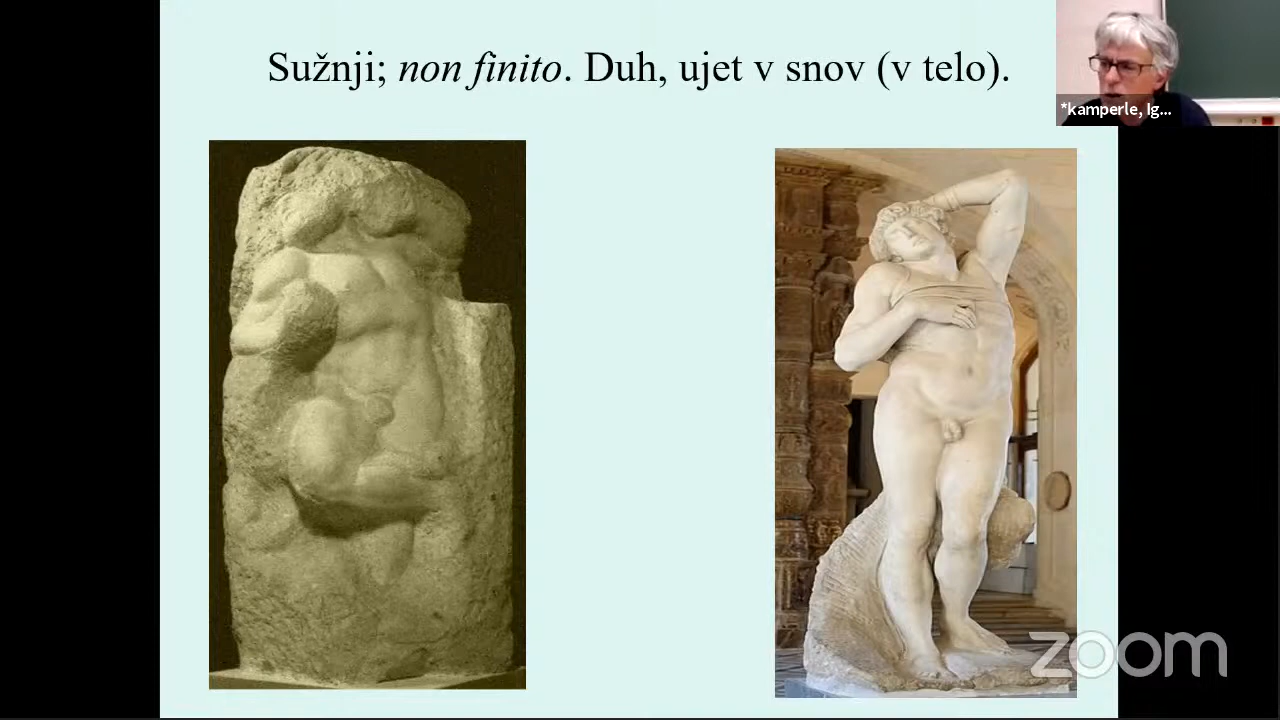 Sužnji; non finito. Duh, ujet v snov (v telo).
*kamperle, Ig...
zoom